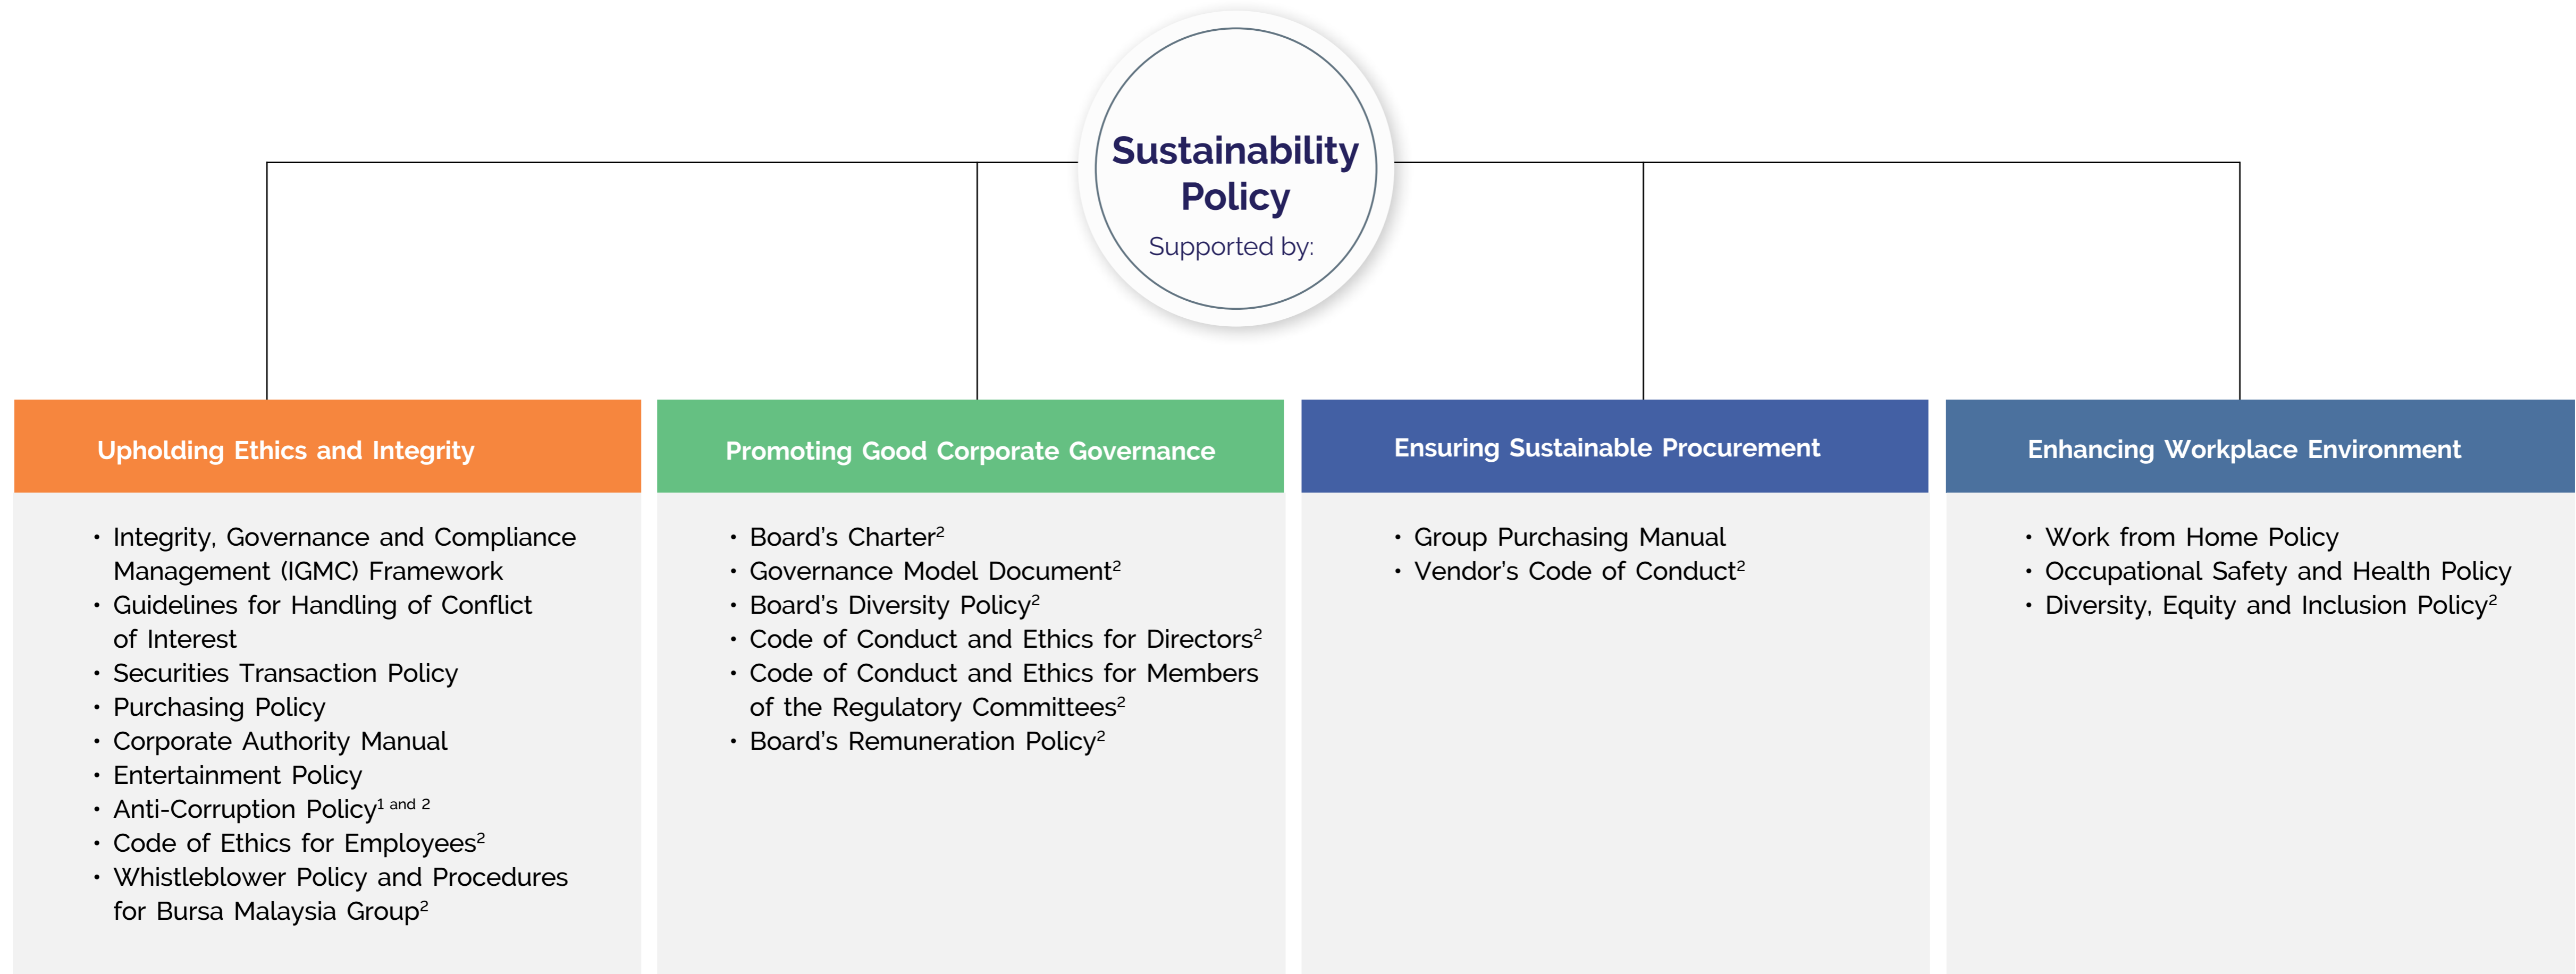 Sustainability
Policy
Supported by:
Upholding Ethics and Integrity
• Integrity, Governance and Compliance
Management (IGMC) Framework
• Guidelines for Handling of Conflict
of Interest
• Securities Transaction Policy
• Purchasing Policy
• Corporate Authority Manual
• Entertainment Policy
• Anti-Corruption Policy¹ ᵃⁿᵈ ²
• Code of Ethics for Employees²
• Whistleblower Policy and Procedures
for Bursa Malaysia Group²
Promoting Good Corporate Governance
• Board’s Charter²
• Governance Model Document²
• Board’s Diversity Policy²
• Code of Conduct and Ethics for Directors²
• Code of Conduct and Ethics for Members
of the Regulatory Committees²
• Board’s Remuneration Policy²
Ensuring Sustainable Procurement
• Group Purchasing Manual
• Vendor’s Code of Conduct²
Enhancing Workplace Environment
• Work from Home Policy
• Occupational Safety and Health Policy
• Diversity, Equity and Inclusion Policy²